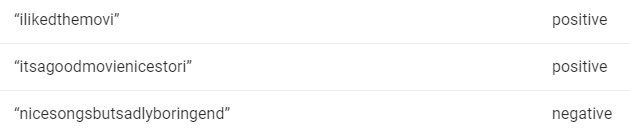 “ilikedthemovi” positive
“itsagoodmovienicestori” positive
“nicesongsbutsadlyboringend” negative